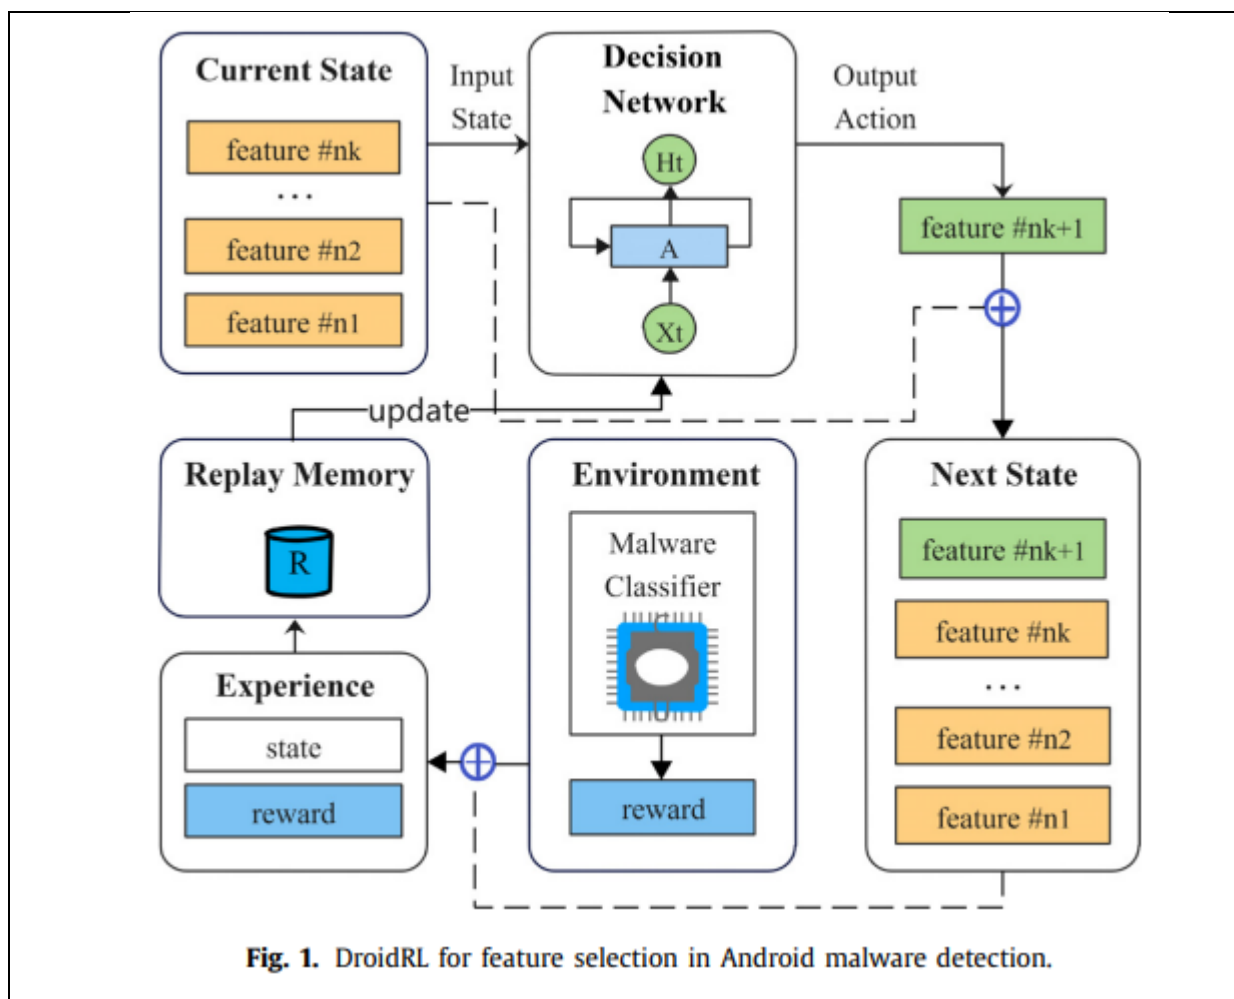 Current State
feature #nk
...
feature #n2
feature #n1
Input
State
Decision
Network
Ht
A
Xt
Output
Action
feature #nk+1
update
Replay Memory
R
Experience
state
reward
Environment
Malware
Classifier
reward
Next State
feature #nk+1
feature #nk
...
feature #n2
feature #n1
Fig. 1. DroidRL for feature selection in Android malware detection.